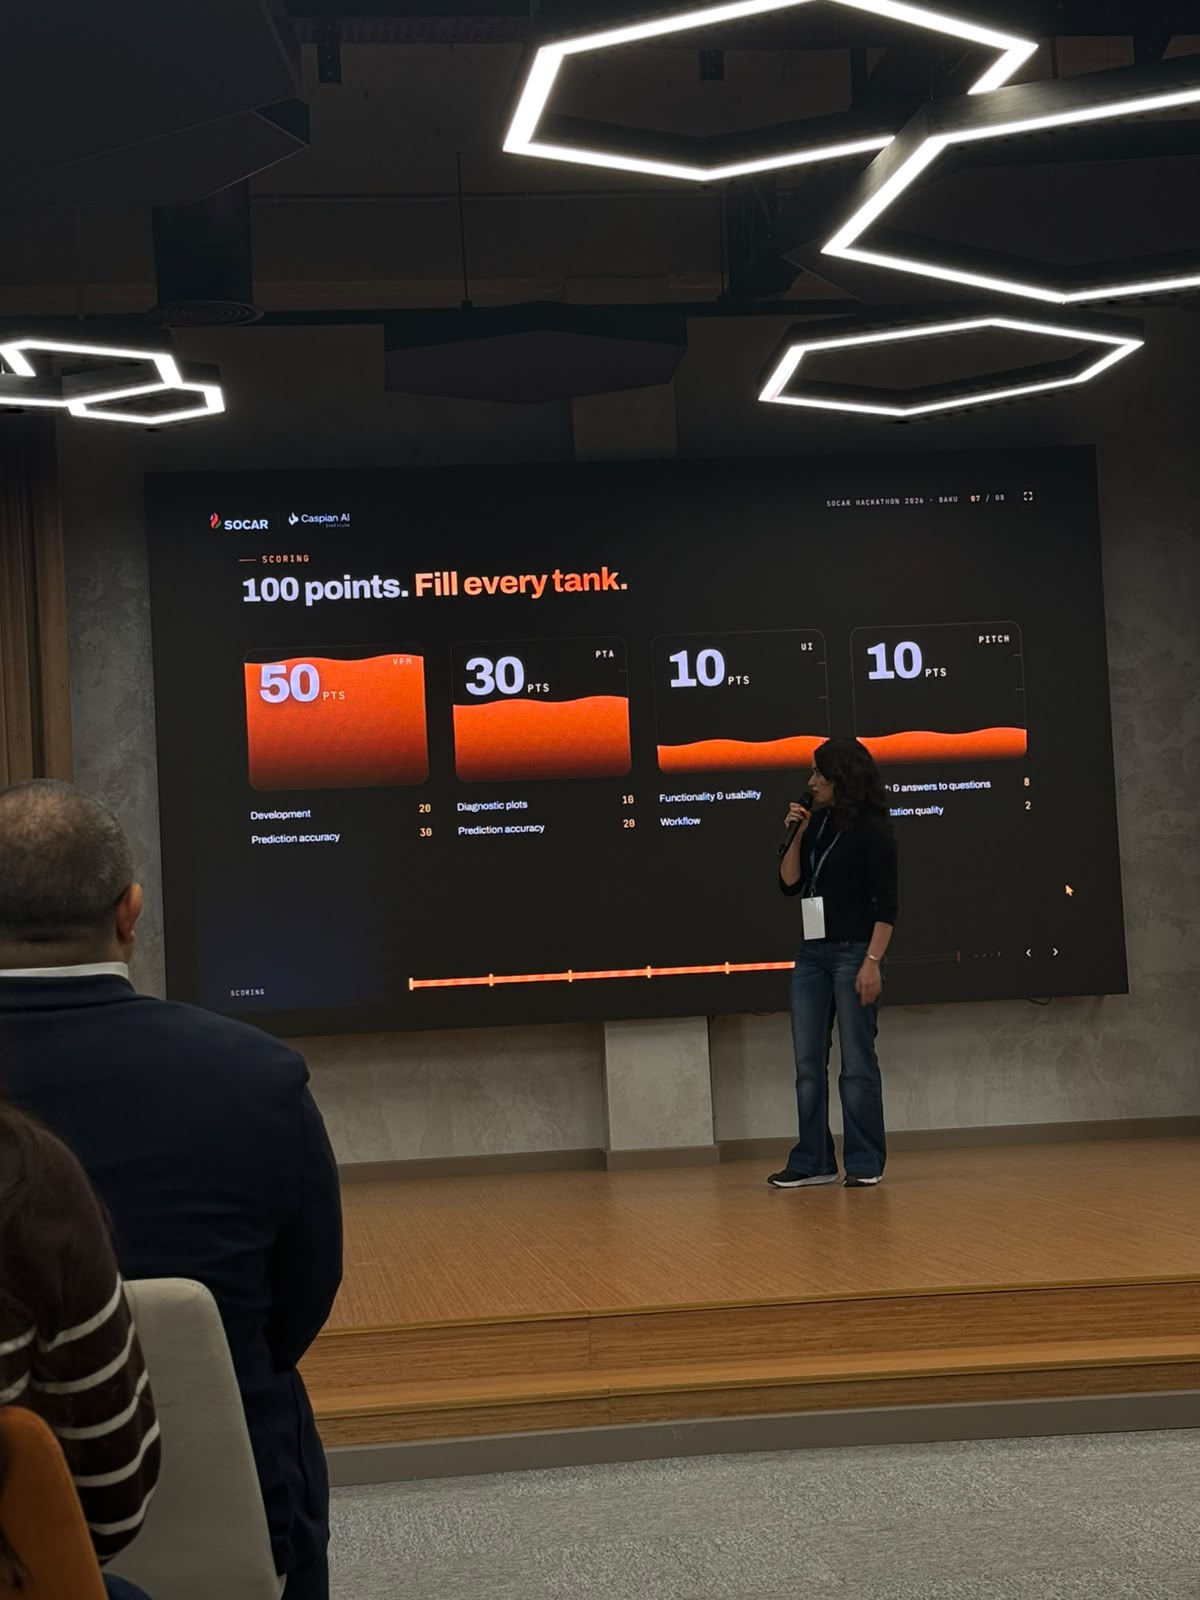 SOCAR
Caspian AI
Institute
SOCAR HACKATHON 2026 · BAKU 07 / 08
SCORING
100 points. Fill every tank.
50 PTS VFM
30 PTS PTA
10 PTS UI
10 PTS PITCH
Development 20
Prediction accuracy 30
Diagnostic plots 10
Prediction accuracy 20
Functionality & usability
Workflow
& answers to questions 8
quality 2
SCORING